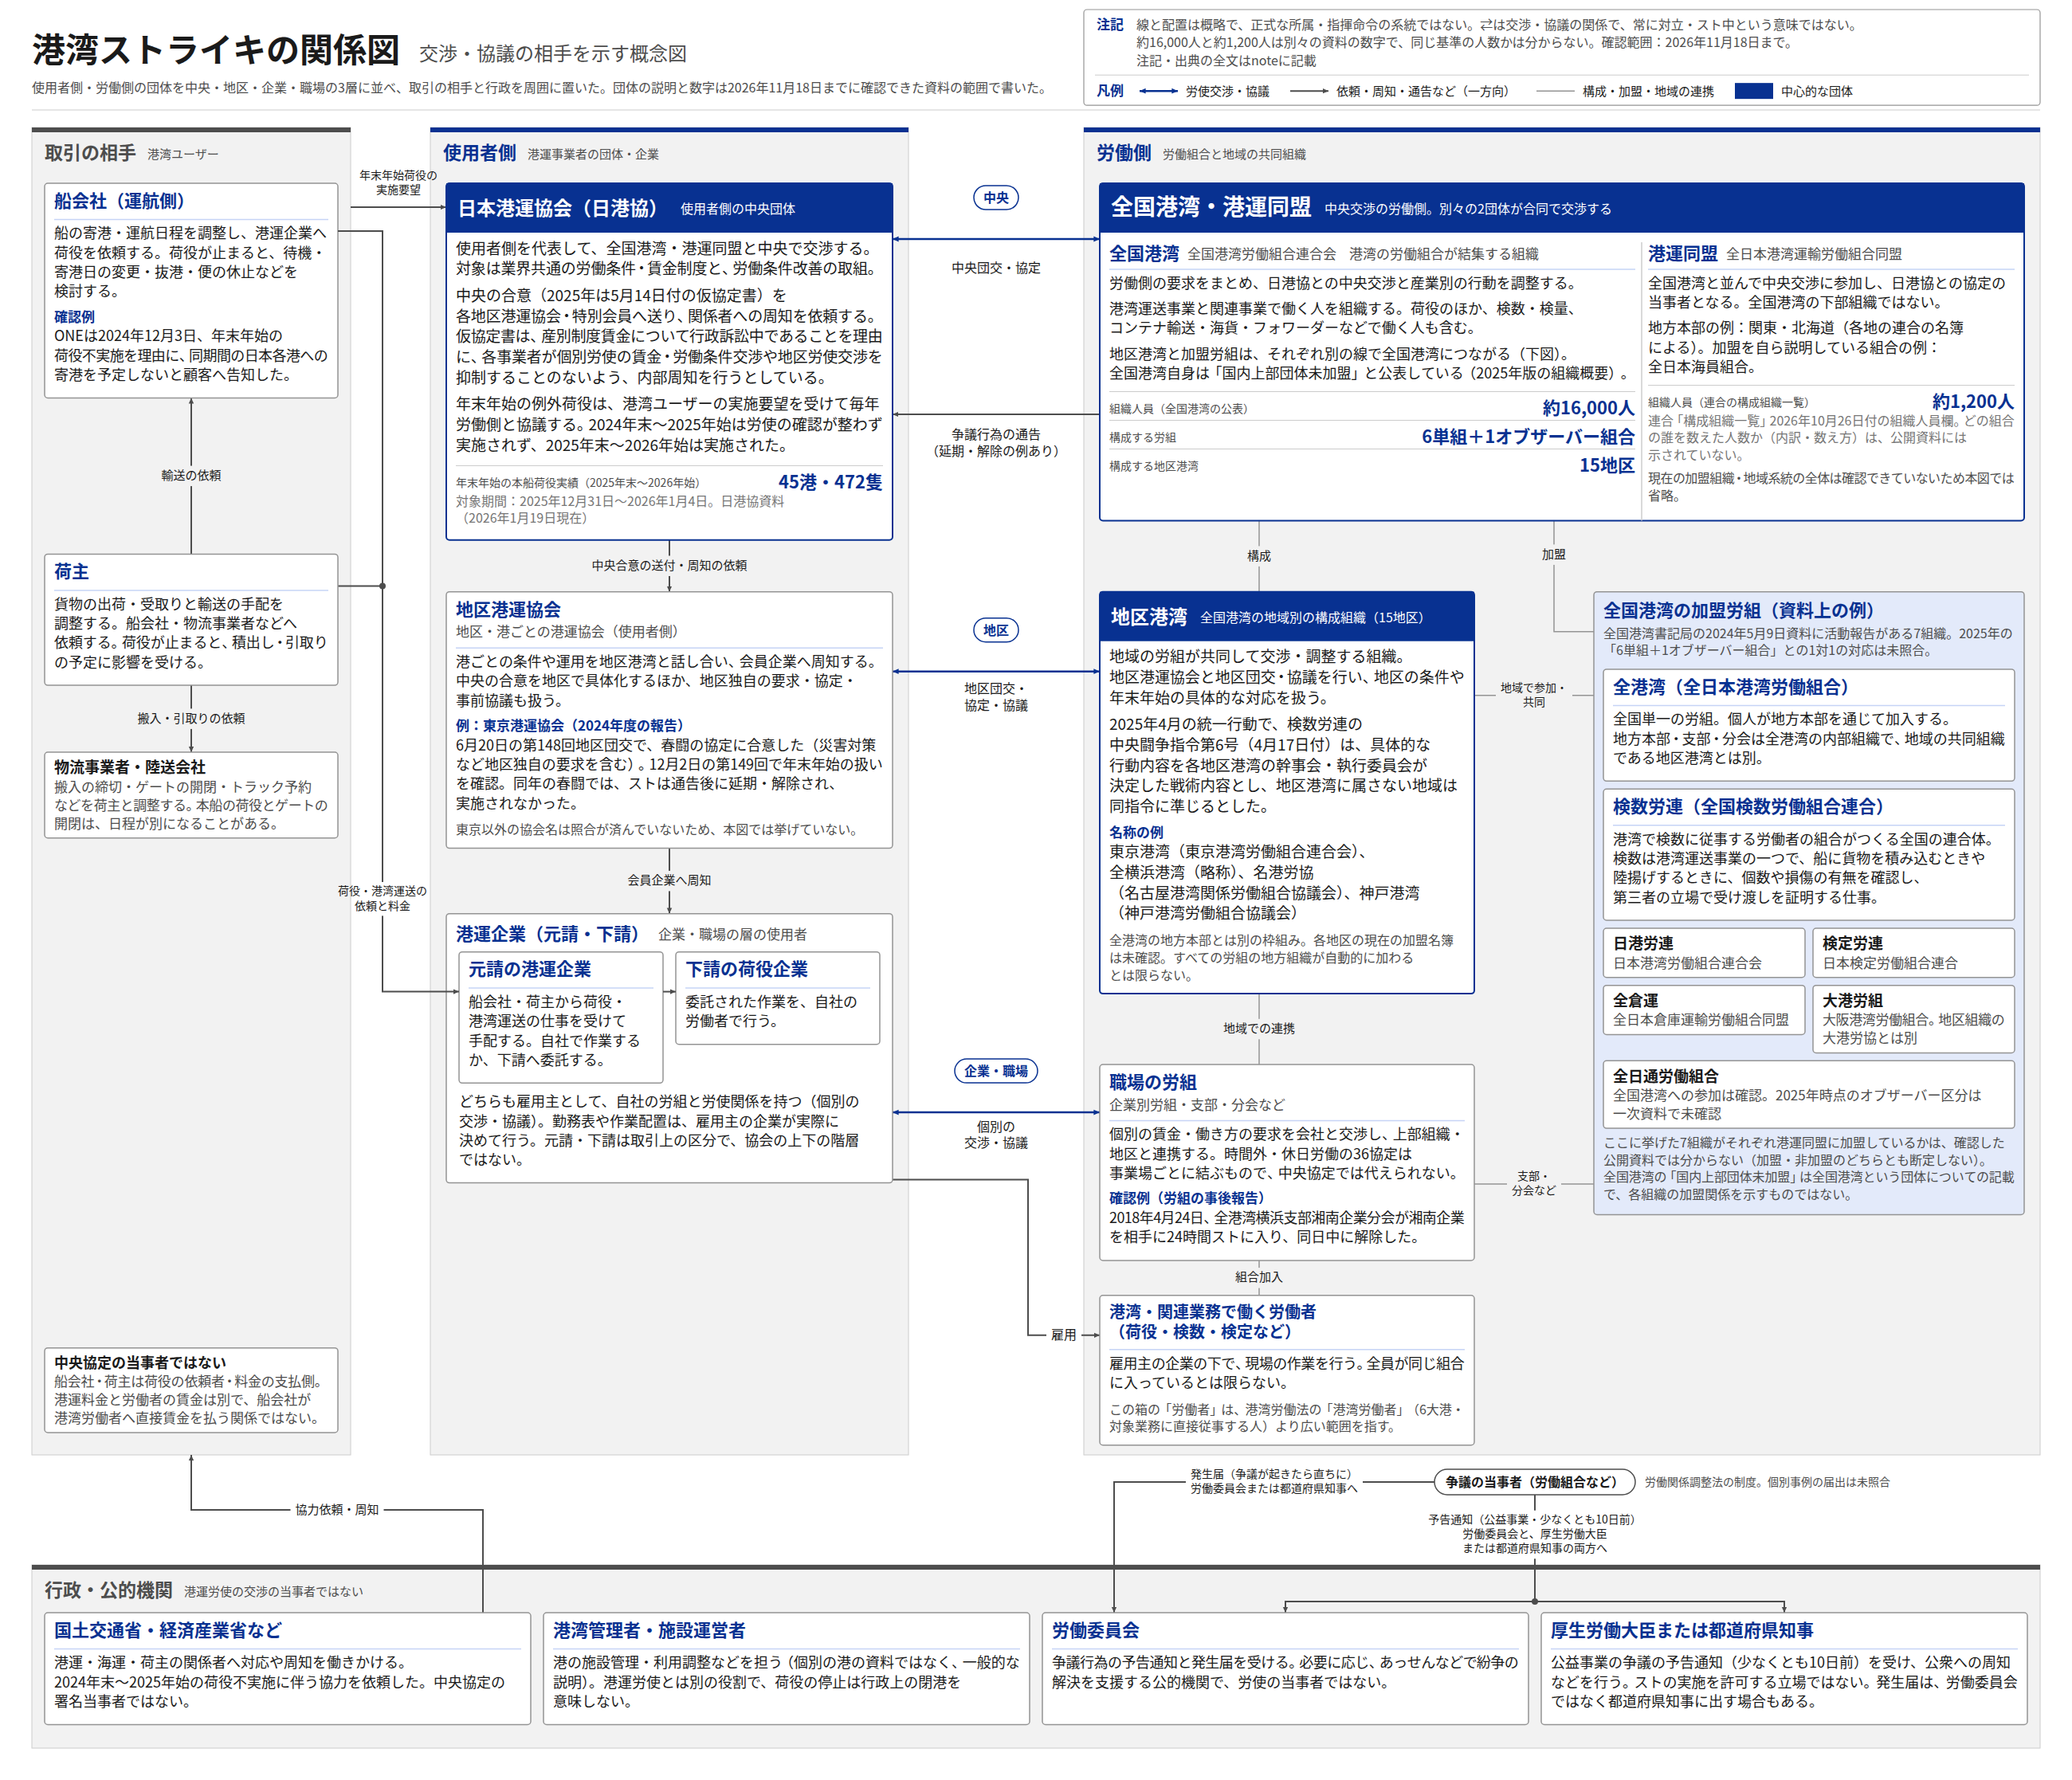 港湾ストライキの関係図　交渉・協議の相手を示す概念図
使用者側・労働側の団体を中央・地区・企業・職場の3層に並べ、取引の相手と行政を周囲に置いた。団体の説明と数字は2026年11月18日までに確認できた資料の範囲で書いた。
注記　線と配置は概略で、正式な所属・指揮命令の系統ではない。⇄は交渉・協議の関係で、常に対立・スト中という意味ではない。
約16,000人と約1,200人は別々の資料の数字で、同じ基準の人数かは分からない。確認範囲：2026年11月18日まで。
注記・出典の全文はnoteに記載
凡例　労使交渉・協議　依頼・周知・通告など（一方向）　構成・加盟・地域の連携　中心的な団体
取引の相手　港湾ユーザー
船会社（運航側）
船の寄港・運航日程を調整し、港運企業へ
荷役を依頼する。荷役が止まると、待機・
寄港日の変更・抜港・便の休止などを
検討する。
確認例
ONEは2024年12月3日、年末年始の
荷役不実施を理由に、同期間の日本各港への
寄港を予定しないと顧客へ告知した。
輸送の依頼
荷主
貨物の出荷・受取りと輸送の手配を
調整する。船会社・物流事業者などへ
依頼する。荷役が止まると、積出し・引取り
の予定に影響を受ける。
搬入・引取りの依頼
物流事業者・陸送会社
搬入の締切・ゲートの開閉・トラック予約
などを荷主と調整する。本船の荷役とゲートの
開閉は、日程が別になることがある。
中央協定の当事者ではない
船会社・荷主は荷役の依頼者・料金の支払側。
港運料金と労働者の賃金は別で、船会社が
港湾労働者へ直接賃金を払う関係ではない。
年末年始荷役の
実施要望
荷役・港湾運送の
依頼と料金
使用者側　港運事業者の団体・企業
日本港運協会（日港協）　使用者側の中央団体
使用者側を代表して、全国港湾・港運同盟と中央で交渉する。
対象は業界共通の労働条件・賃金制度と、労働条件改善の取組。
中央の合意（2025年は5月14日付の仮協定書）を
各地区港運協会・特別会員へ送り、関係者への周知を依頼する。
仮協定書は、産別制度賃金について行政訴訟中であることを理由
に、各事業者が個別労使の賃金・労働条件交渉や地区労使交渉を
抑制することのないよう、内部周知を行うとしている。
年末年始の例外荷役は、港湾ユーザーの実施要望を受けて毎年
労働側と協議する。2024年末～2025年始は労使の確認が整わず
実施されず、2025年末～2026年始は実施された。
年末年始の本船荷役実績（2025年末～2026年始）　45港・472隻
対象期間：2025年12月31日～2026年1月4日。日港協資料
（2026年1月19日現在）
中央合意の送付・周知の依頼
地区港運協会
地区・港ごとの港運協会（使用者側）
港ごとの条件や運用を地区港湾と話し合い、会員企業へ周知する。
中央の合意を地区で具体化するほか、地区独自の要求・協定・
事前協議も扱う。
例：東京港運協会（2024年度の報告）
6月20日の第148回地区団交で、春闘の協定に合意した（災害対策
など地区独自の要求を含む）。12月2日の第149回で年末年始の扱い
を確認。同年の春闘では、ストは通告後に延期・解除され、
実施されなかった。
東京以外の協会名は照合が済んでいないため、本図では挙げていない。
会員企業へ周知
港運企業（元請・下請）　企業・職場の層の使用者
元請の港運企業
船会社・荷主から荷役・
港湾運送の仕事を受けて
手配する。自社で作業する
か、下請へ委託する。
下請の荷役企業
委託された作業を、自社の
労働者で行う。
どちらも雇用主として、自社の労組と労使関係を持つ（個別の
交渉・協議）。勤務表や作業配置は、雇用主の企業が実際に
決めて行う。元請・下請は取引上の区分で、協会の上下の階層
ではない。
中央
中央団交・協定
争議行為の通告
（延期・解除の例あり）
地区
地区団交・
協定・協議
企業・職場
個別の
交渉・協議
雇用
労働側　労働組合と地域の共同組織
全国港湾・港運同盟　中央交渉の労働側。別々の2団体が合同で交渉する
全国港湾　全国港湾労働組合連合会　港湾の労働組合が結集する組織
労働側の要求をまとめ、日港協との中央交渉と産業別の行動を調整する。
港湾運送事業と関連事業で働く人を組織する。荷役のほか、検数・検量、
コンテナ輸送・海貨・フォワーダーなどで働く人も含む。
地区港湾と加盟労組は、それぞれ別の線で全国港湾につながる（下図）。
全国港湾自身は「国内上部団体未加盟」と公表している（2025年版の組織概要）。
組織人員（全国港湾の公表）　約16,000人
構成する労組　6単組＋1オブザーバー組合
構成する地区港湾　15地区
港運同盟　全日本港湾運輸労働組合同盟
全国港湾と並んで中央交渉に参加し、日港協との協定の
当事者となる。全国港湾の下部組織ではない。
地方本部の例：関東・北海道（各地の連合の名簿
による）。加盟を自ら説明している組合の例：
全日本海員組合。
組織人員（連合の構成組織一覧）　約1,200人
連合「構成組織一覧」2026年10月26日付の組織人員欄。どの組合
の誰を数えた人数か（内訳・数え方）は、公開資料には
示されていない。
現在の加盟組織・地域系統の全体は確認できていないため本図では
省略。
構成
加盟
地区港湾　全国港湾の地域別の構成組織（15地区）
地域の労組が共同して交渉・調整する組織。
地区港運協会と地区団交・協議を行い、地区の条件や
年末年始の具体的な対応を扱う。
2025年4月の統一行動で、検数労連の
中央闘争指令第6号（4月17日付）は、具体的な
行動内容を各地区港湾の幹事会・執行委員会が
決定した戦術内容とし、地区港湾に属さない地域は
同指令に準じるとした。
名称の例
東京港湾（東京港湾労働組合連合会）、
全横浜港湾（略称）、名港労協
（名古屋港湾関係労働組合協議会）、神戸港湾
（神戸港湾労働組合協議会）
全港湾の地方本部とは別の枠組み。各地区の現在の加盟名簿
は未確認。すべての労組の地方組織が自動的に加わる
とは限らない。
地域での連携
職場の労組
企業別労組・支部・分会など
個別の賃金・働き方の要求を会社と交渉し、上部組織・
地区と連携する。時間外・休日労働の36協定は
事業場ごとに結ぶもので、中央協定では代えられない。
確認例（労組の事後報告）
2018年4月24日、全港湾横浜支部湘南企業分会が湘南企業
を相手に24時間ストに入り、同日中に解除した。
組合加入
港湾・関連業務で働く労働者
（荷役・検数・検定など）
雇用主の企業の下で、現場の作業を行う。全員が同じ組合
に入っているとは限らない。
この箱の「労働者」は、港湾労働法の「港湾労働者」（6大港・
対象業務に直接従事する人）より広い範囲を指す。
地域で参加・
共同
支部・
分会など
全国港湾の加盟労組（資料上の例）
全国港湾書記局の2024年5月9日資料に活動報告がある7組織。2025年の
「6単組＋1オブザーバー組合」との1対1の対応は未照合。
全港湾（全日本港湾労働組合）
全国単一の労組。個人が地方本部を通じて加入する。
地方本部・支部・分会は全港湾の内部組織で、地域の共同組織
である地区港湾とは別。
検数労連（全国検数労働組合連合）
港湾で検数に従事する労働者の組合がつくる全国の連合体。
検数は港湾運送事業の一つで、船に貨物を積み込むときや
陸揚げするときに、個数や損傷の有無を確認し、
第三者の立場で受け渡しを証明する仕事。
日港労連
日本港湾労働組合連合会
検定労連
日本検定労働組合連合
全倉運
全日本倉庫運輸労働組合同盟
大港労組
大阪港湾労働組合。地区組織の
大港労協とは別
全日通労働組合
全国港湾への参加は確認。2025年時点のオブザーバー区分は
一次資料で未確認
ここに挙げた7組織がそれぞれ港運同盟に加盟しているかは、確認した
公開資料では分からない（加盟・非加盟のどちらとも断定しない）。
全国港湾の「国内上部団体未加盟」は全国港湾という団体についての記載
で、各組織の加盟関係を示すものではない。
協力依頼・周知
発生届（争議が起きたら直ちに）
労働委員会または都道府県知事へ
争議の当事者（労働組合など）　労働関係調整法の制度。個別事例の届出は未照合
予告通知（公益事業・少なくとも10日前）
労働委員会と、厚生労働大臣
または都道府県知事の両方へ
行政・公的機関　港運労使の交渉の当事者ではない
国土交通省・経済産業省など
港運・海運・荷主の関係者へ対応や周知を働きかける。
2024年末～2025年始の荷役不実施に伴う協力を依頼した。中央協定の
署名当事者ではない。
港湾管理者・施設運営者
港の施設管理・利用調整などを担う（個別の港の資料ではなく、一般的な
説明）。港運労使とは別の役割で、荷役の停止は行政上の閉港を
意味しない。
労働委員会
争議行為の予告通知と発生届を受ける。必要に応じ、あっせんなどで紛争の
解決を支援する公的機関で、労使の当事者ではない。
厚生労働大臣または都道府県知事
公益事業の争議の予告通知（少なくとも10日前）を受け、公衆への周知
などを行う。ストの実施を許可する立場ではない。発生届は、労働委員会
ではなく都道府県知事に出す場合もある。